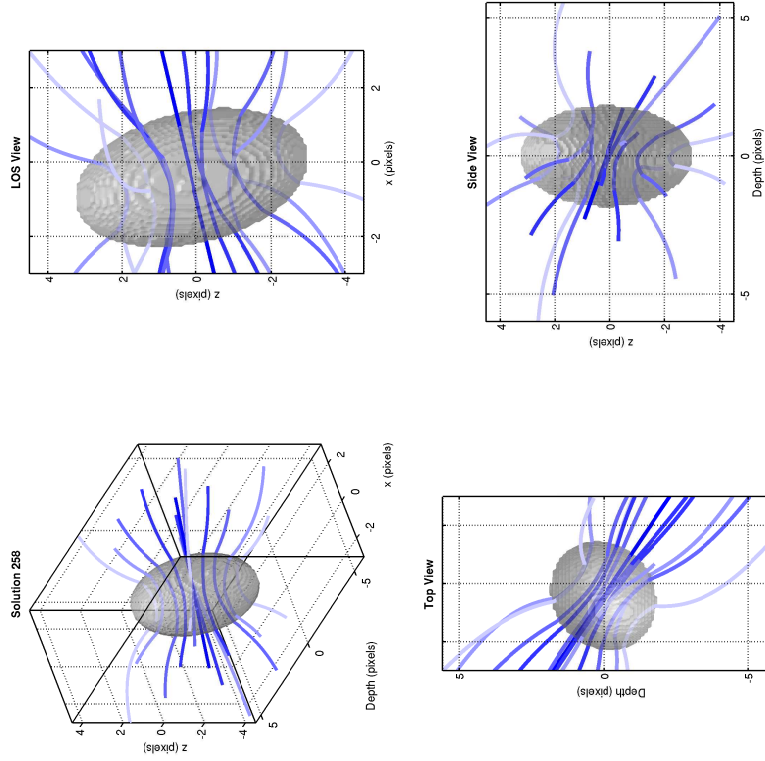 LOS View
4
2
0
-2
-4
z (pixels)
-2
0
2
x (pixels)
Side View
4
2
0
-2
-4
z (pixels)
-5
0
5
Depth (pixels)
Solution 258
4
2
0
-2
-4
z (pixels)
5
0
-5
Depth (pixels)
-2
0
2
x (pixels)
Top View
5
0
-5
Depth (pixels)